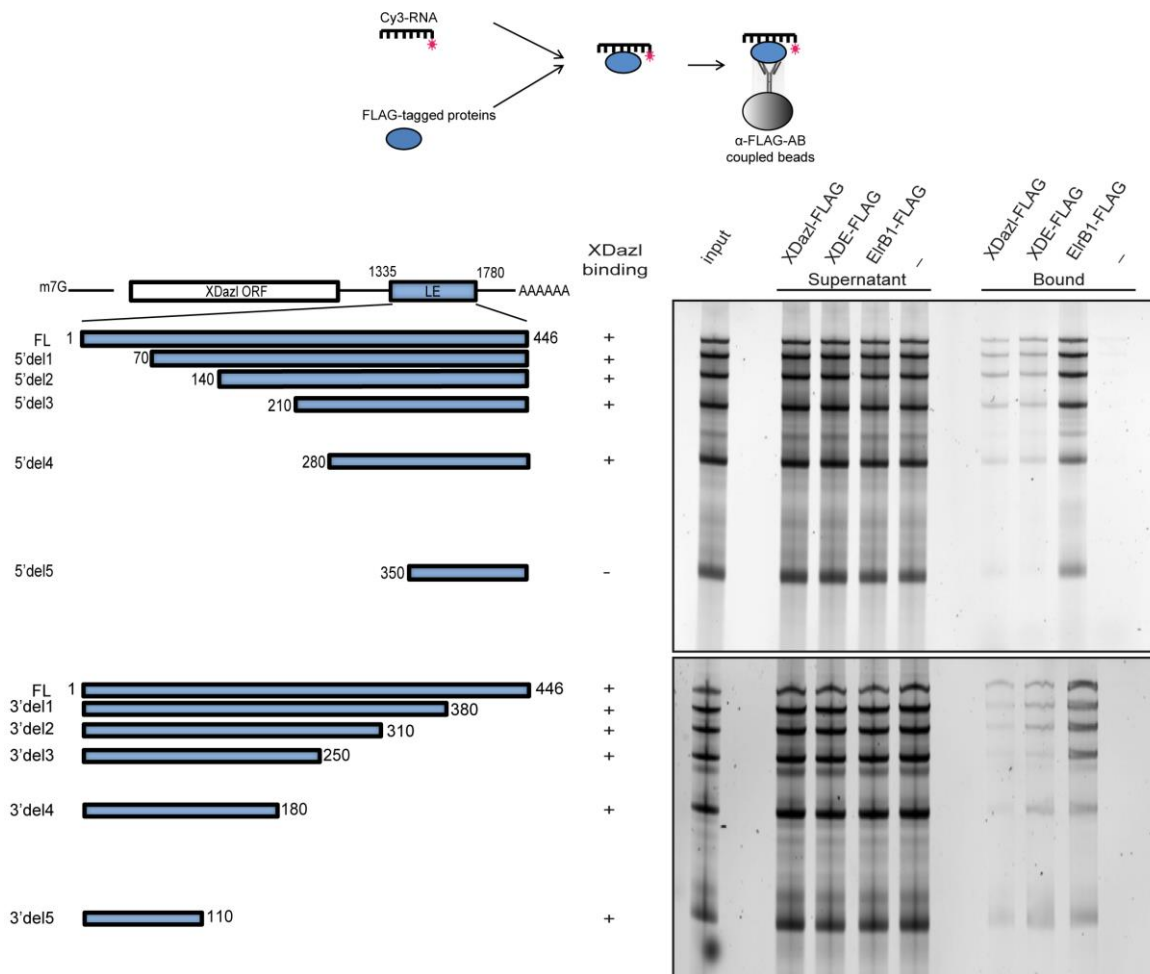 Cy3-RNA
FLAG-tagged proteins
α-FLAG-AB
coupled beads
XDazl
binding
input
XDazl-FLAG
XDE-FLAG
ElrB1-FLAG
–
Supernatant
XDazl-FLAG
XDE-FLAG
ElrB1-FLAG
–
Bound
1335
1780
m7G
XDazl ORF
LE
AAAAAA
FL 1 446 +
5'del1 70 +
5'del2 140 +
5'del3 210 +
5'del4 280 +
5'del5 350 -
FL 1 446 +
3'del1 380 +
3'del2 310 +
3'del3 250 +
3'del4 180 +
3'del5 110 +